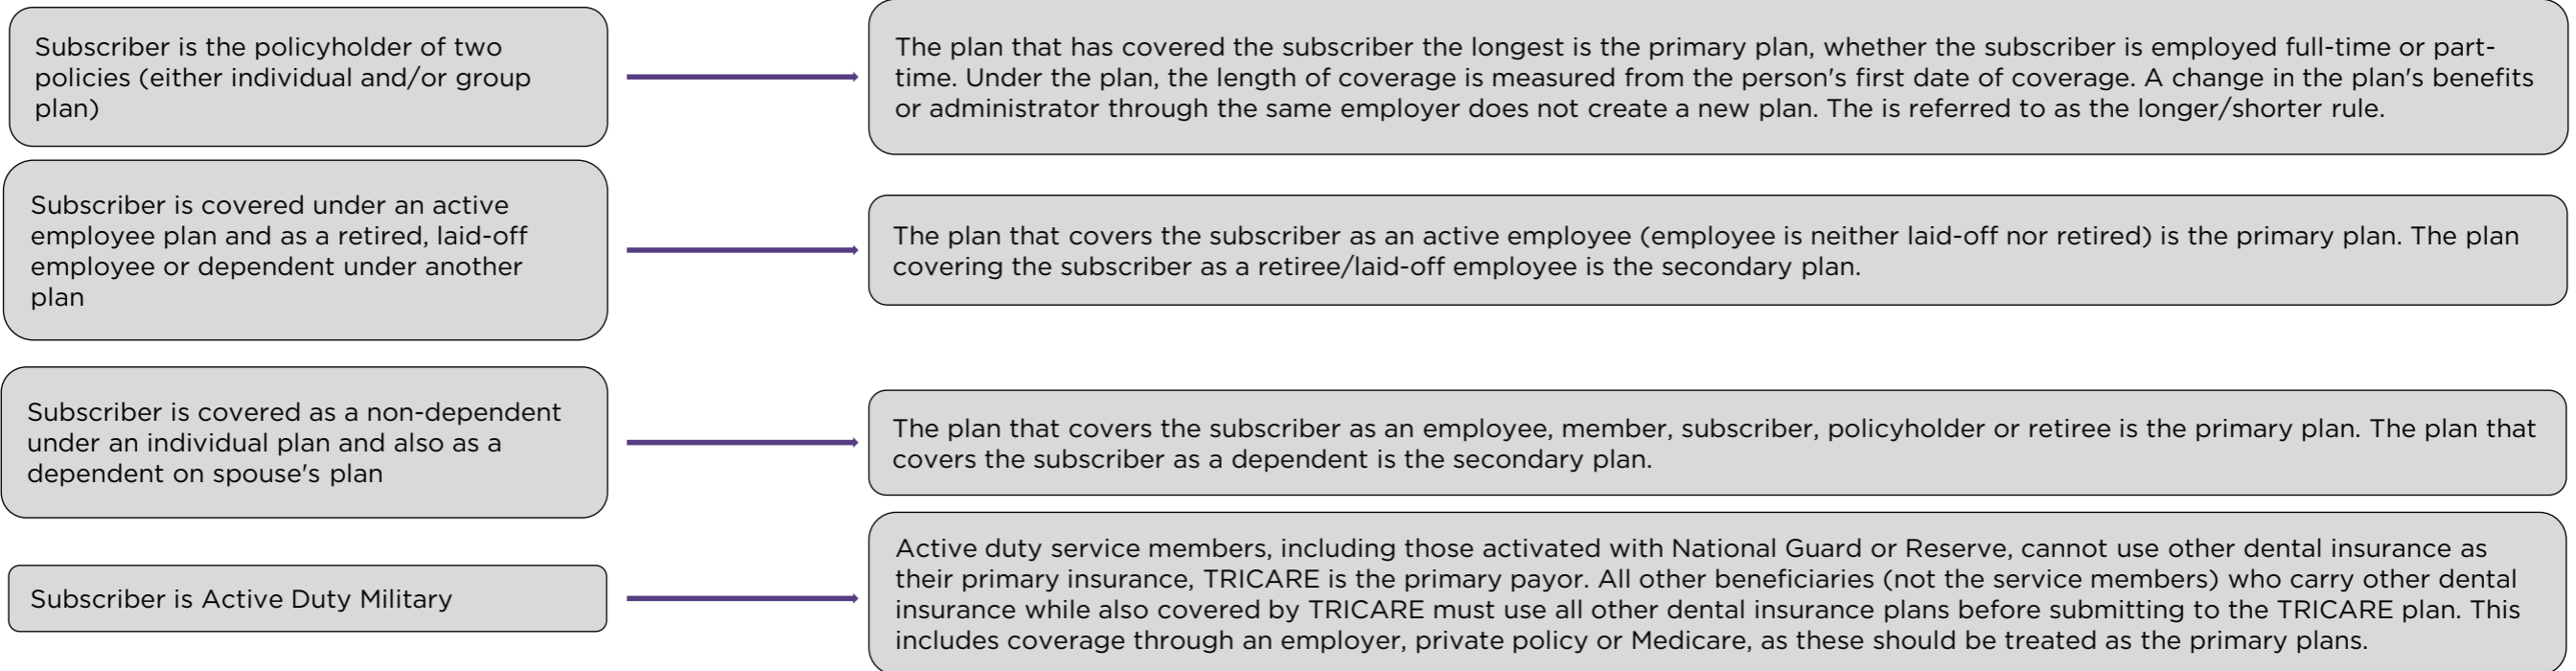 Subscriber is the policyholder of two
policies (either individual and/or group
plan)
The plan that has covered the subscriber the longest is the primary plan, whether the subscriber is employed full-time or part-
time. Under the plan, the length of coverage is measured from the person's first date of coverage. A change in the plan's benefits
or administrator through the same employer does not create a new plan. The is referred to as the longer/shorter rule.
Subscriber is covered under an active
employee plan and as a retired, laid-off
employee or dependent under another
plan
The plan that covers the subscriber as an active employee (employee is neither laid-off nor retired) is the primary plan. The plan
covering the subscriber as a retiree/laid-off employee is the secondary plan.
Subscriber is covered as a non-dependent
under an individual plan and also as a
dependent on spouse's plan
The plan that covers the subscriber as an employee, member, subscriber, policyholder or retiree is the primary plan. The plan that
covers the subscriber as a dependent is the secondary plan.
Subscriber is Active Duty Military
Active duty service members, including those activated with National Guard or Reserve, cannot use other dental insurance as
their primary insurance, TRICARE is the primary payor. All other beneficiaries (not the service members) who carry other dental
insurance while also covered by TRICARE must use all other dental insurance plans before submitting to the TRICARE plan. This
includes coverage through an employer, private policy or Medicare, as these should be treated as the primary plans.